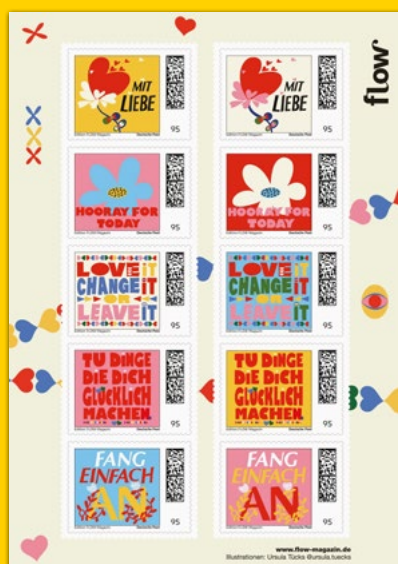 flow
MIT
LIEBE
95
MIT
LIEBE
95
HOORAY FOR
TODAY
95
HOORAY FOR
TODAY
95
LOVE IT
CHANGE IT
OR
LEAVE IT
95
LOVE IT
CHANGE IT
OR
LEAVE IT
95
TU DINGE
DIE DICH
GLÜCKLICH
MACHEN.
95
TU DINGE
DIE DICH
GLÜCKLICH
MACHEN.
95
FANG
EINFACH
AN
95
FANG
EINFACH
AN
95
www.flow-magazin.de
Illustrationen: Ursula Tücks @ursula.tuecks